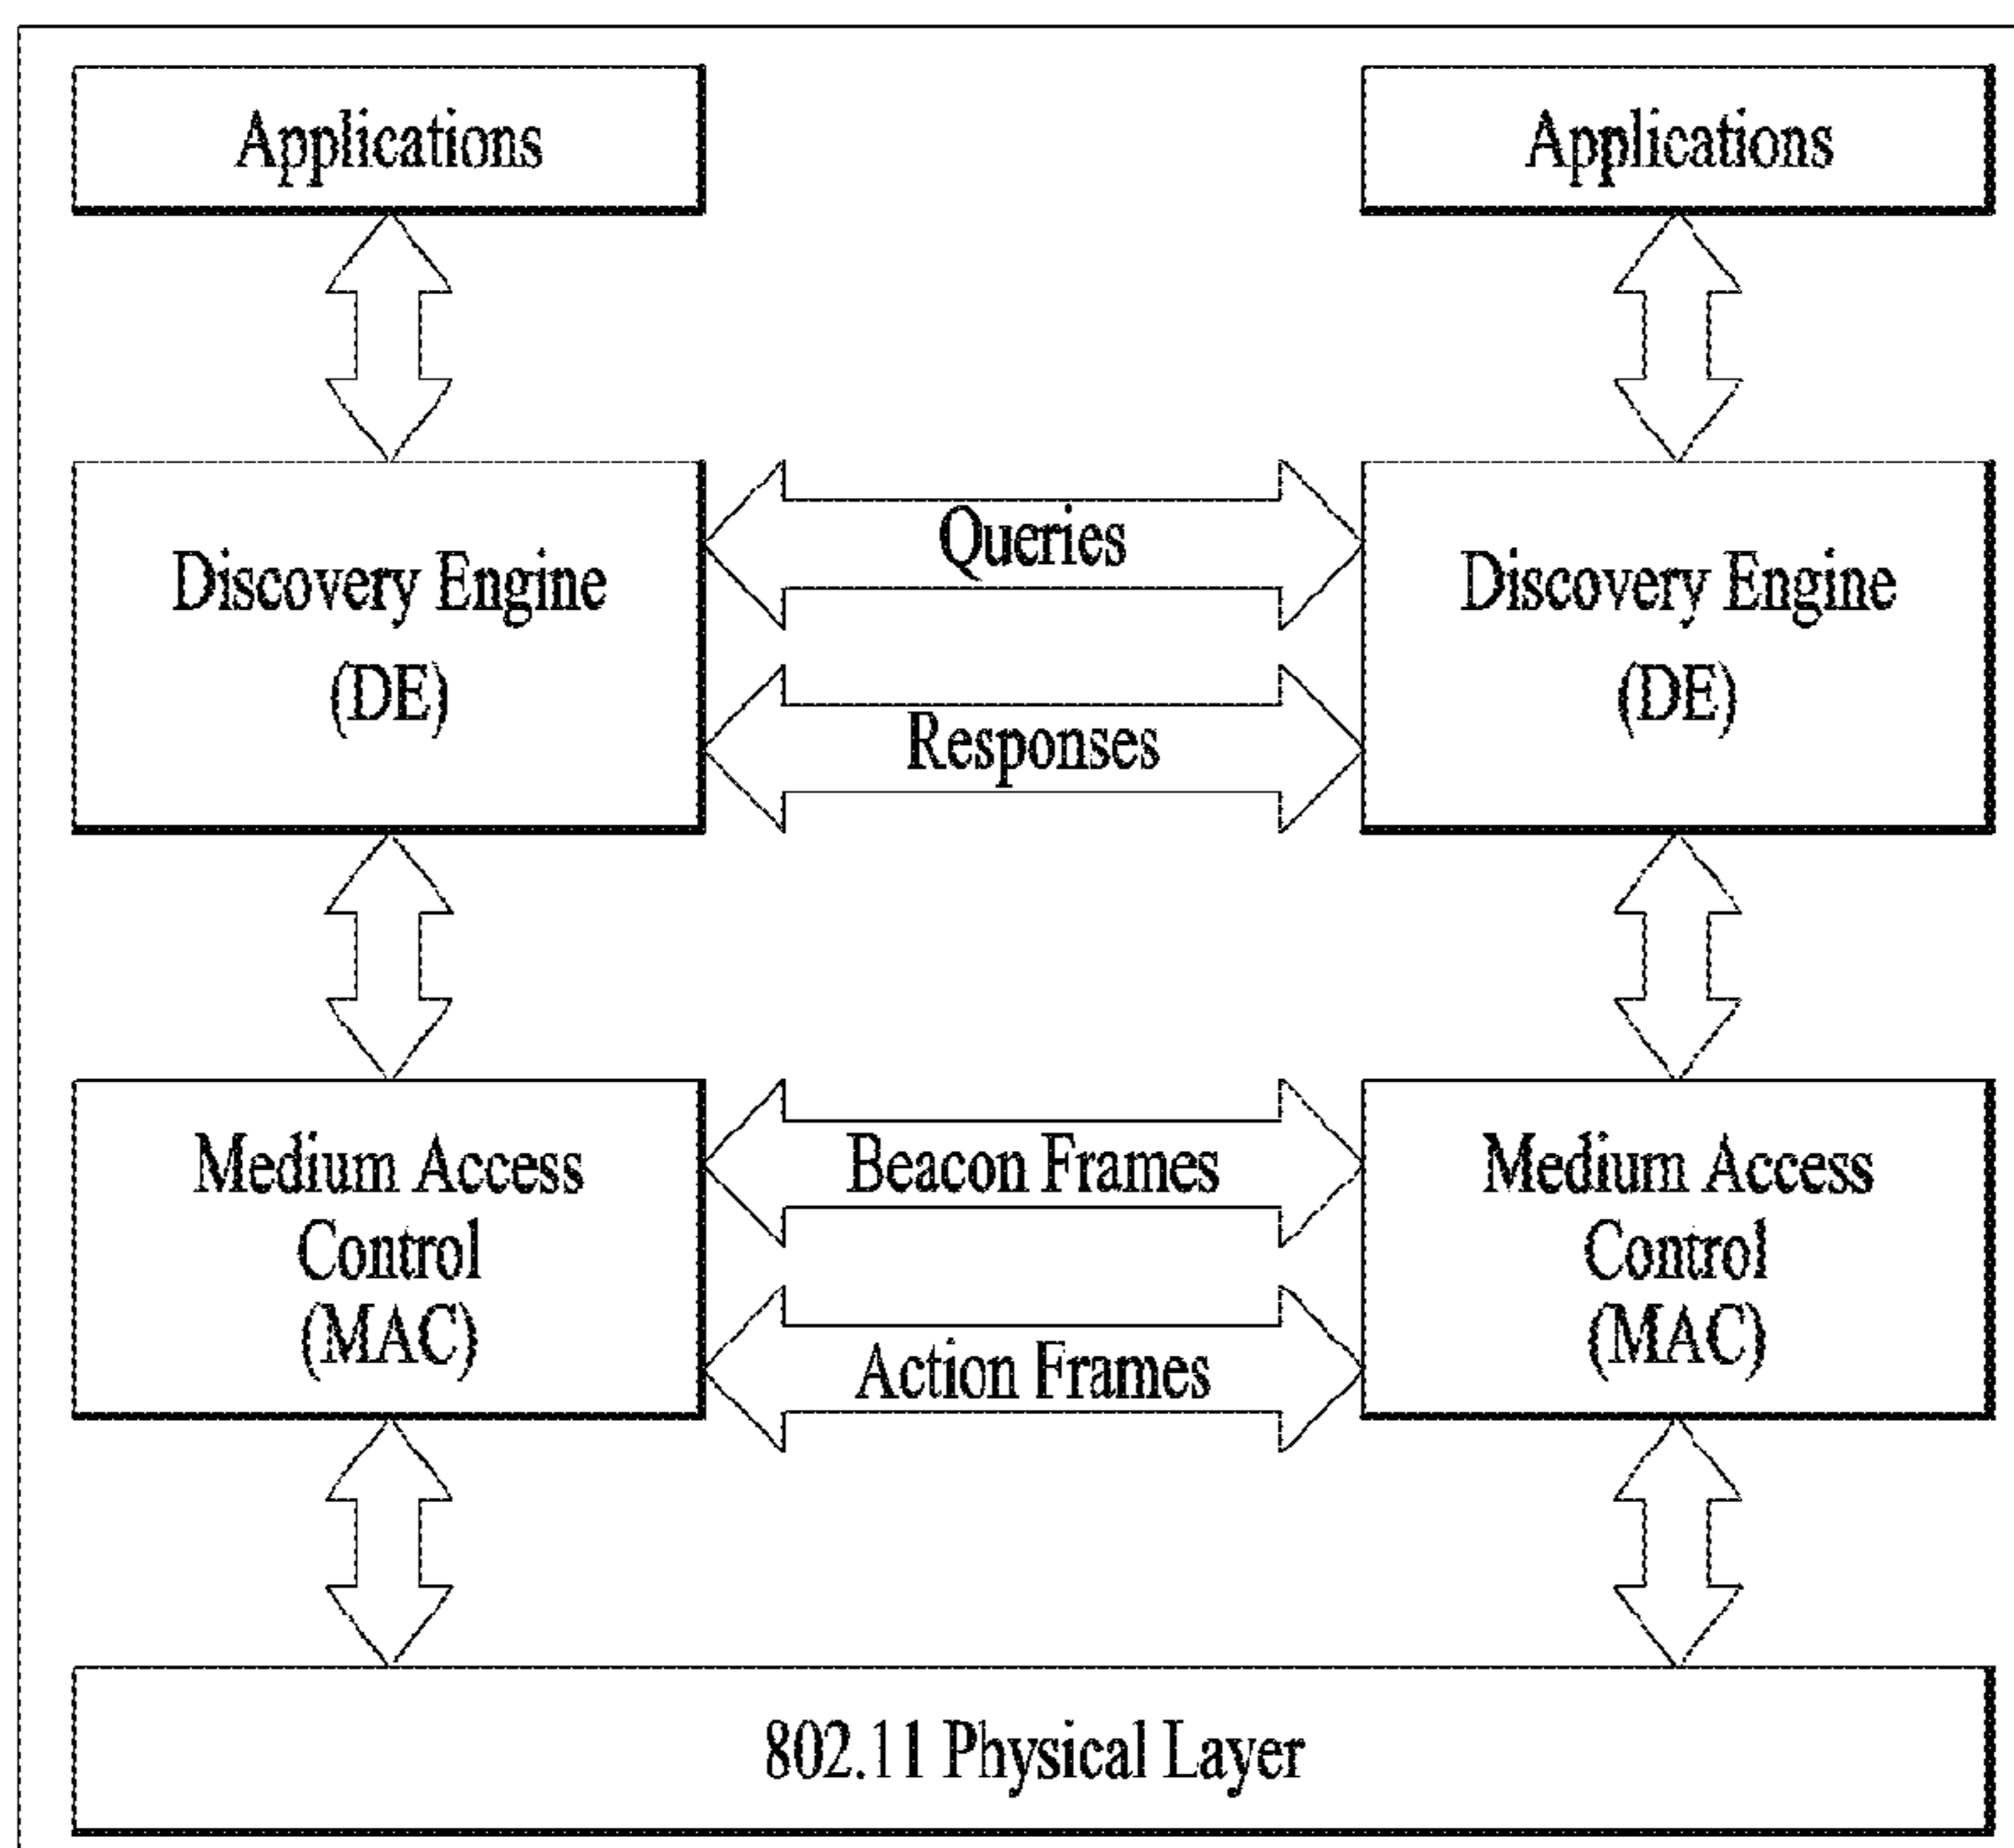 Applications
Applications
Discovery Engine
(DE)
Queries
Responses
Discovery Engine
(DE)
Medium Access
Control
(MAC)
Beacon Frames
Action Frames
Medium Access
Control
(MAC)
802.11 Physical Layer